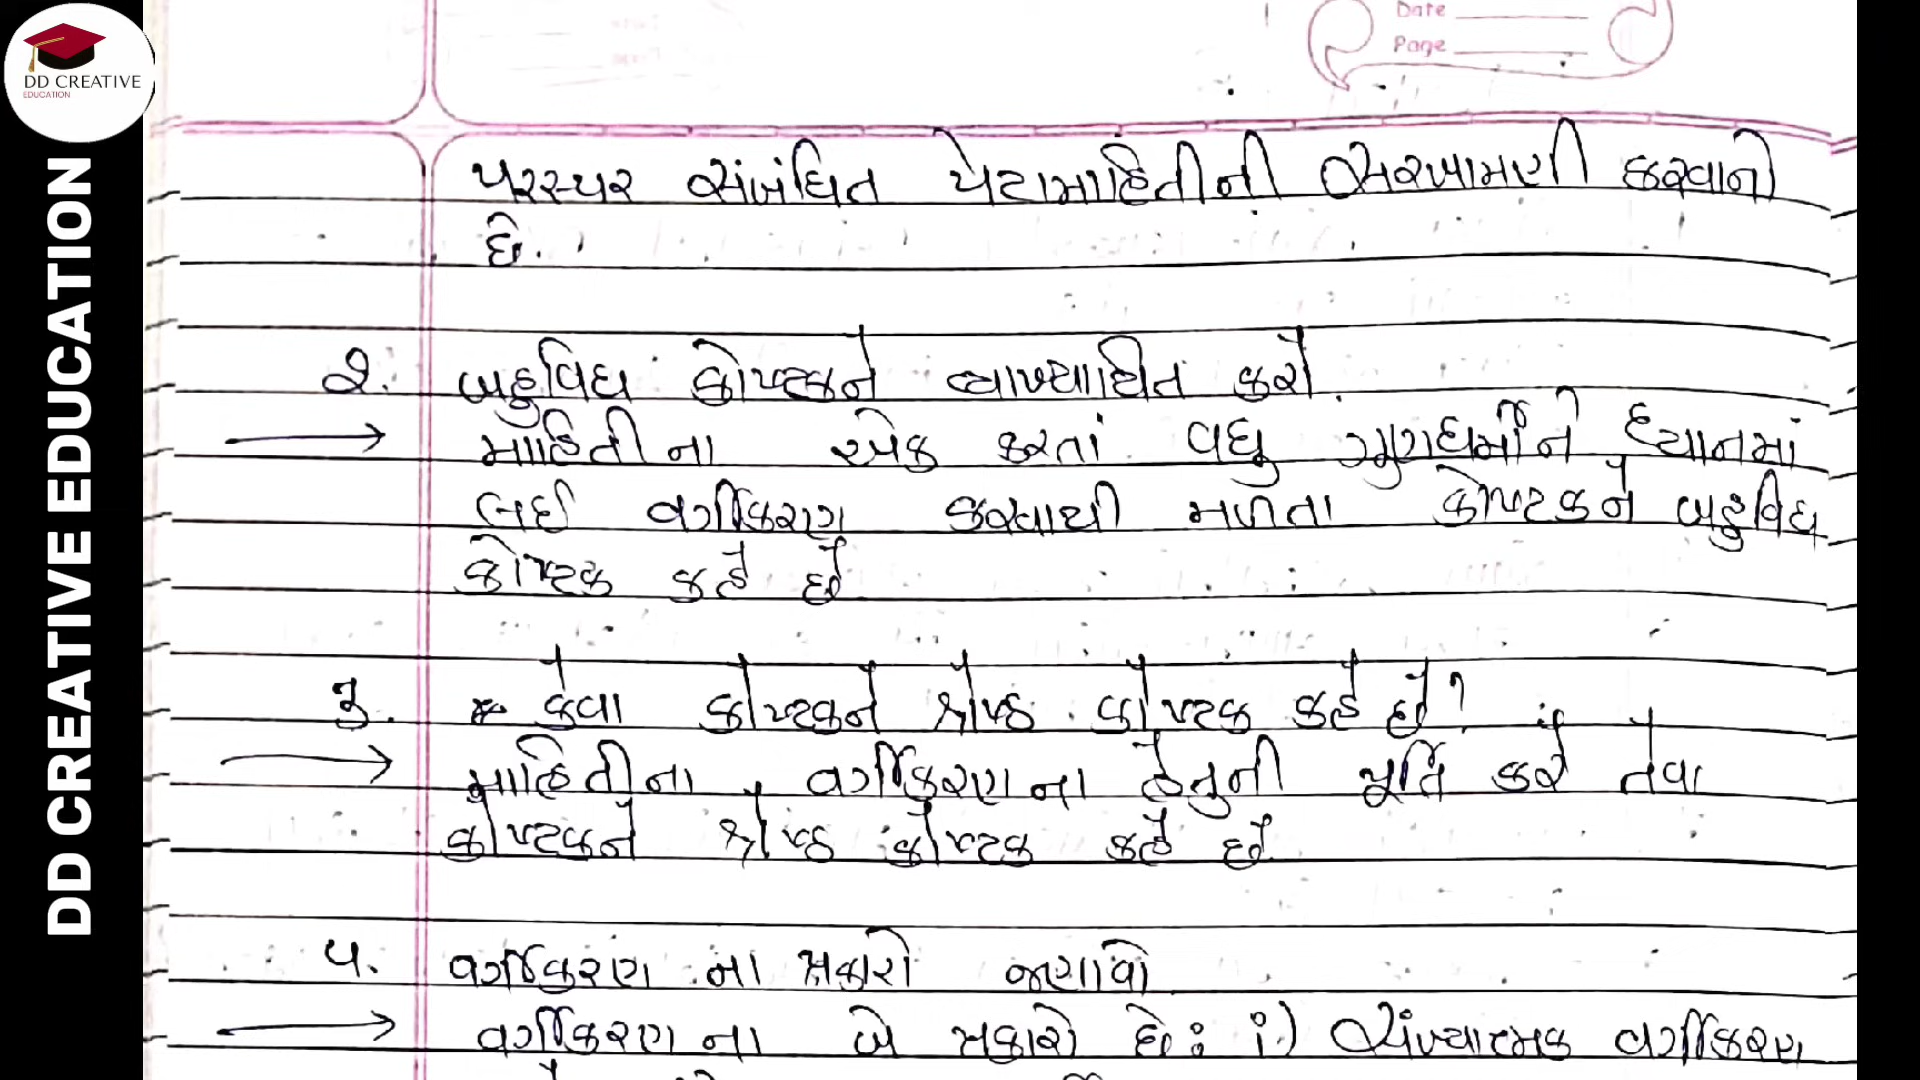 DD CREATIVE
EDUCATION
DD CREATIVE EDUCATION
Date
Page
પરસ્પર સંબંધિત પેટામાહિતીની સરખામણી કરવાનો
છે.
૨. બહુવિધ કોષ્ટકને વ્યાખ્યાયિત કરો.
→ માહિતીના એક કરતાં વધુ ગુણધર્મોને ધ્યાનમાં
લઈ વર્ગીકરણ કરવાથી મળતા કોષ્ટકને બહુવિધ
કોષ્ટક કહે છે
૩. કેવા કોષ્ટકને શ્રેષ્ઠ કોષ્ટક કહે છે?
→ માહિતીના વર્ગીકરણના હેતુની પૂર્તિ કરે તેવા
કોષ્ટકને શ્રેષ્ઠ કોષ્ટક કહે છે
૫. વર્ગીકરણ ના પ્રકારો જણાવો
→ વર્ગીકરણના બે પ્રકારો છે: i) સંખ્યાત્મક વર્ગીકરણ